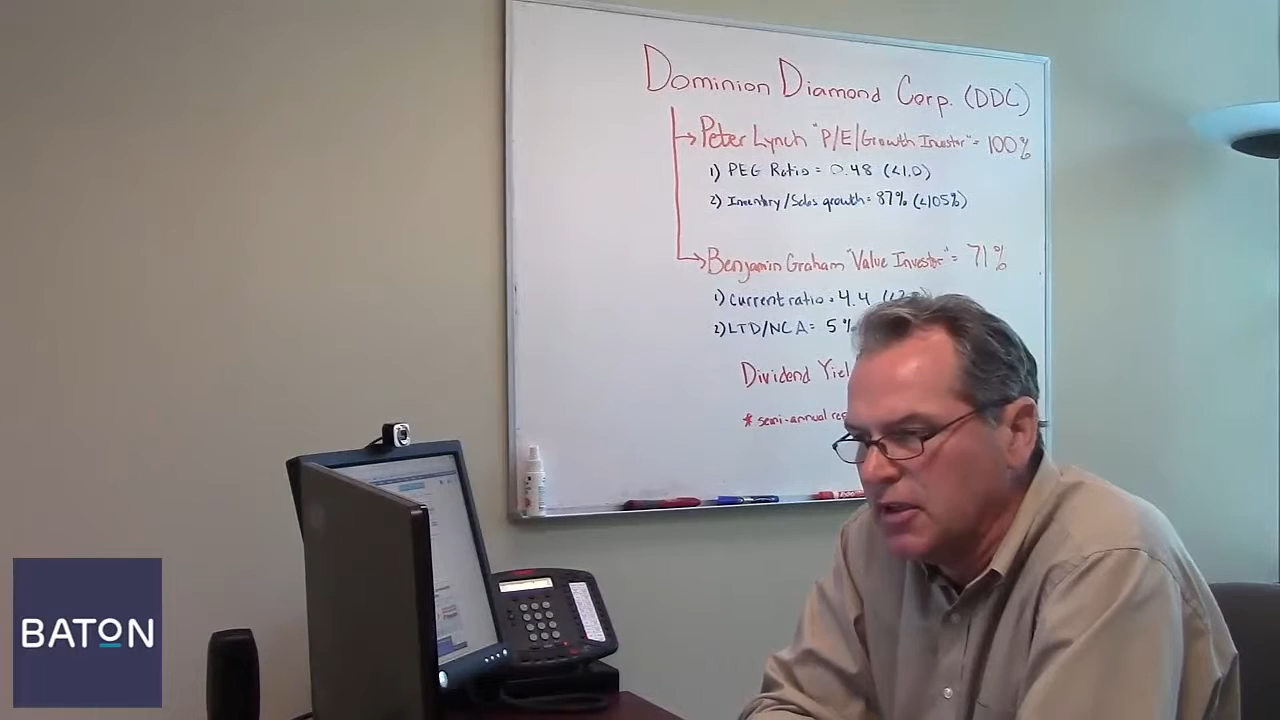 Dominion Diamond Corp. (DDC)
Peter Lynch "P/E/Growth Investor" = 100%
1) PEG Ratio = 0.48 (<1.0)
2) Inventory/Sales growth = 87% (<105%)
Benjamin Graham "Value Investor" = 71%
1) Current ratio = 4.4
2) LTD/NCA = 5%
Dividend
* semi-annual
BATON